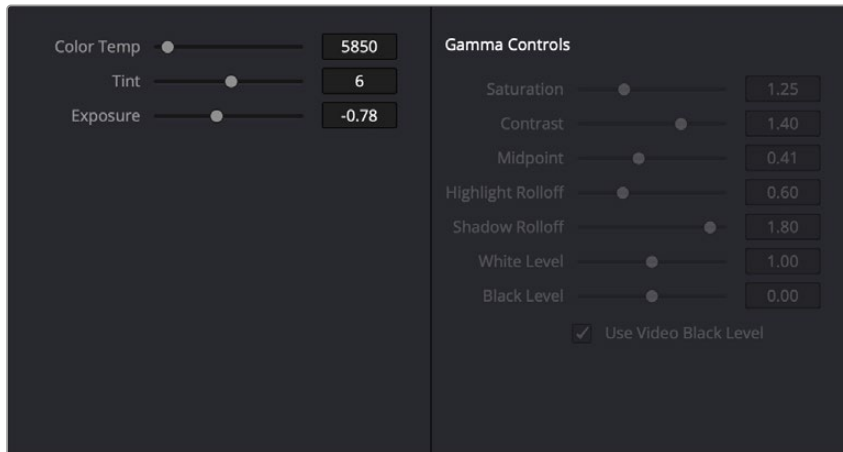 Color Temp 5850
Tint 6
Exposure -0.78
Gamma Controls
Saturation 1.25
Contrast 1.40
Midpoint 0.41
Highlight Rolloff 0.60
Shadow Rolloff 1.80
White Level 1.00
Black Level 0.00
Use Video Black Level